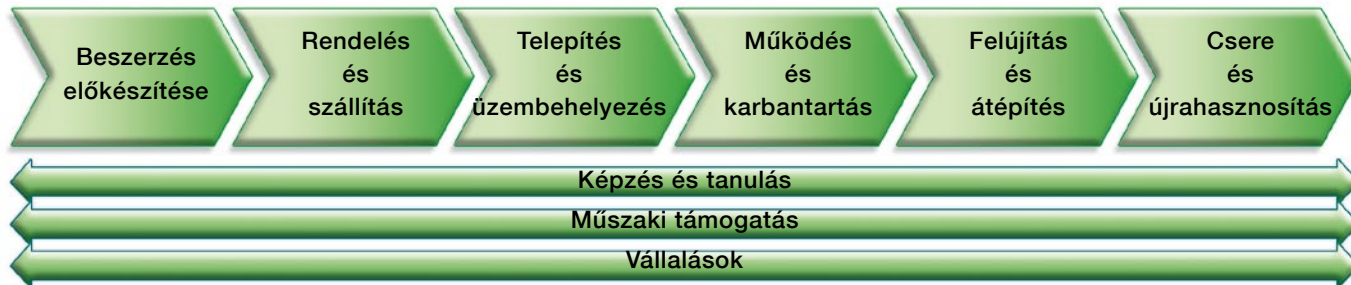 Beszerzés
előkészítése
Rendelés
és
szállítás
Telepítés
és
üzembehelyezés
Működés
és
karbantartás
Felújítás
és
átépítés
Csere
és
újrahasznosítás
Képzés és tanulás
Műszaki támogatás
Vállalások